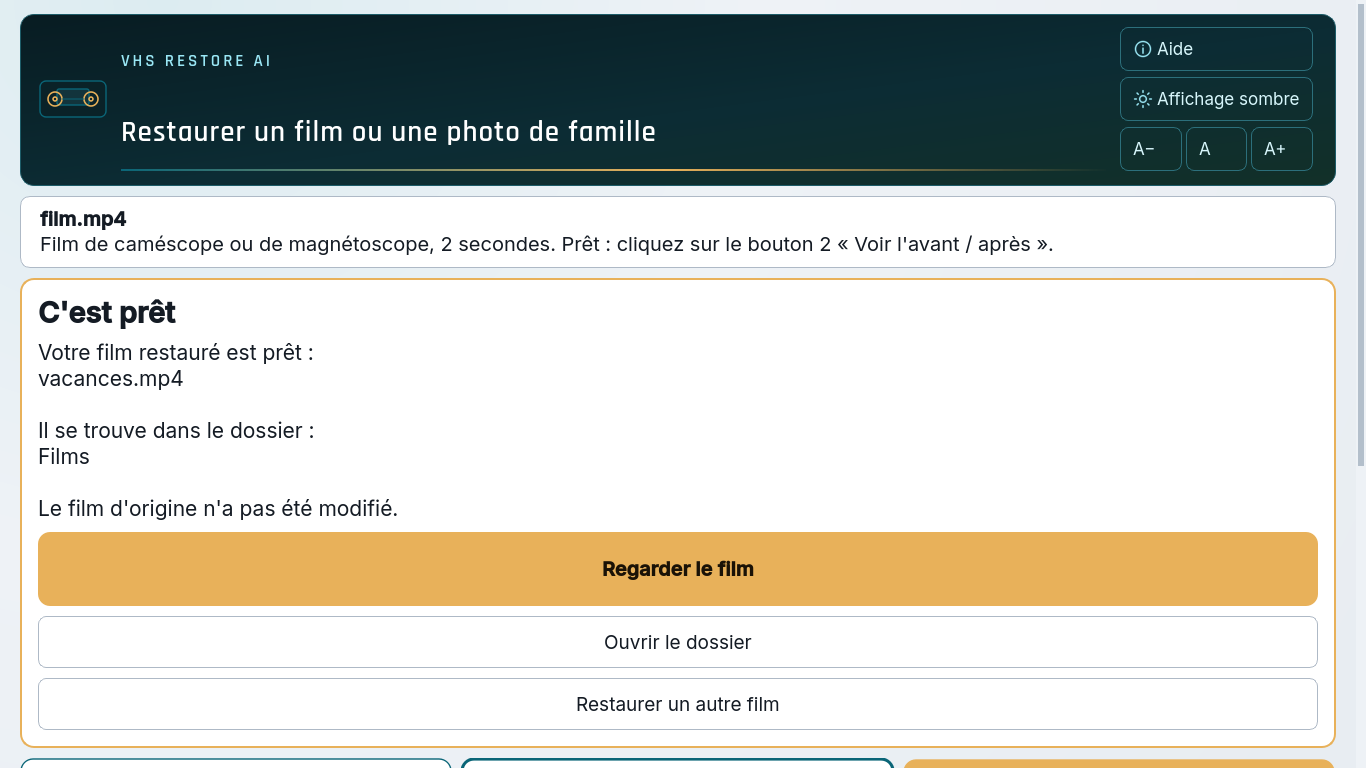 VHS RESTORE AI
Restaurer un film ou une photo de famille
Aide
Affichage sombre
A−
A
A+
film.mp4
Film de caméscope ou de magnétoscope, 2 secondes. Prêt : cliquez sur le bouton 2 « Voir l'avant / après ».
C'est prêt
Votre film restauré est prêt :
vacances.mp4
Il se trouve dans le dossier :
Films
Le film d'origine n'a pas été modifié.
Regarder le film
Ouvrir le dossier
Restaurer un autre film